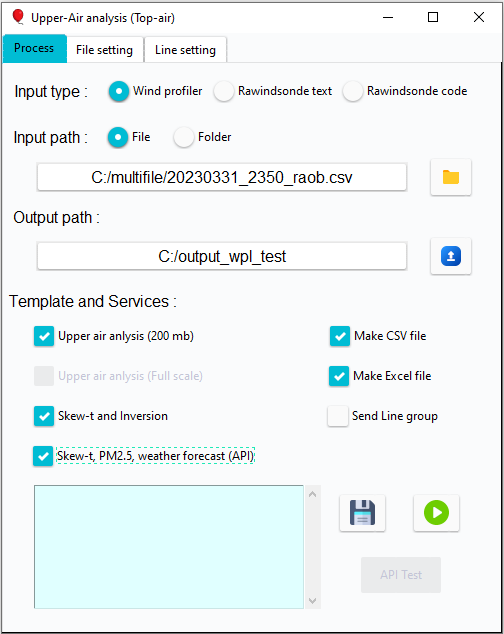 Upper-Air analysis (Top-air)
Process File setting Line setting
Input type : Wind profiler Rawindsonde text Rawindsonde code
Input path : File Folder
C:/multifile/20230331_2350_raob.csv
Output path :
C:/output_wpl_test
Template and Services :
Upper air anlysis (200 mb) Make CSV file
Upper air anlysis (Full scale) Make Excel file
Skew-t and Inversion Send Line group
Skew-t, PM2.5, weather forecast (API)
API Test